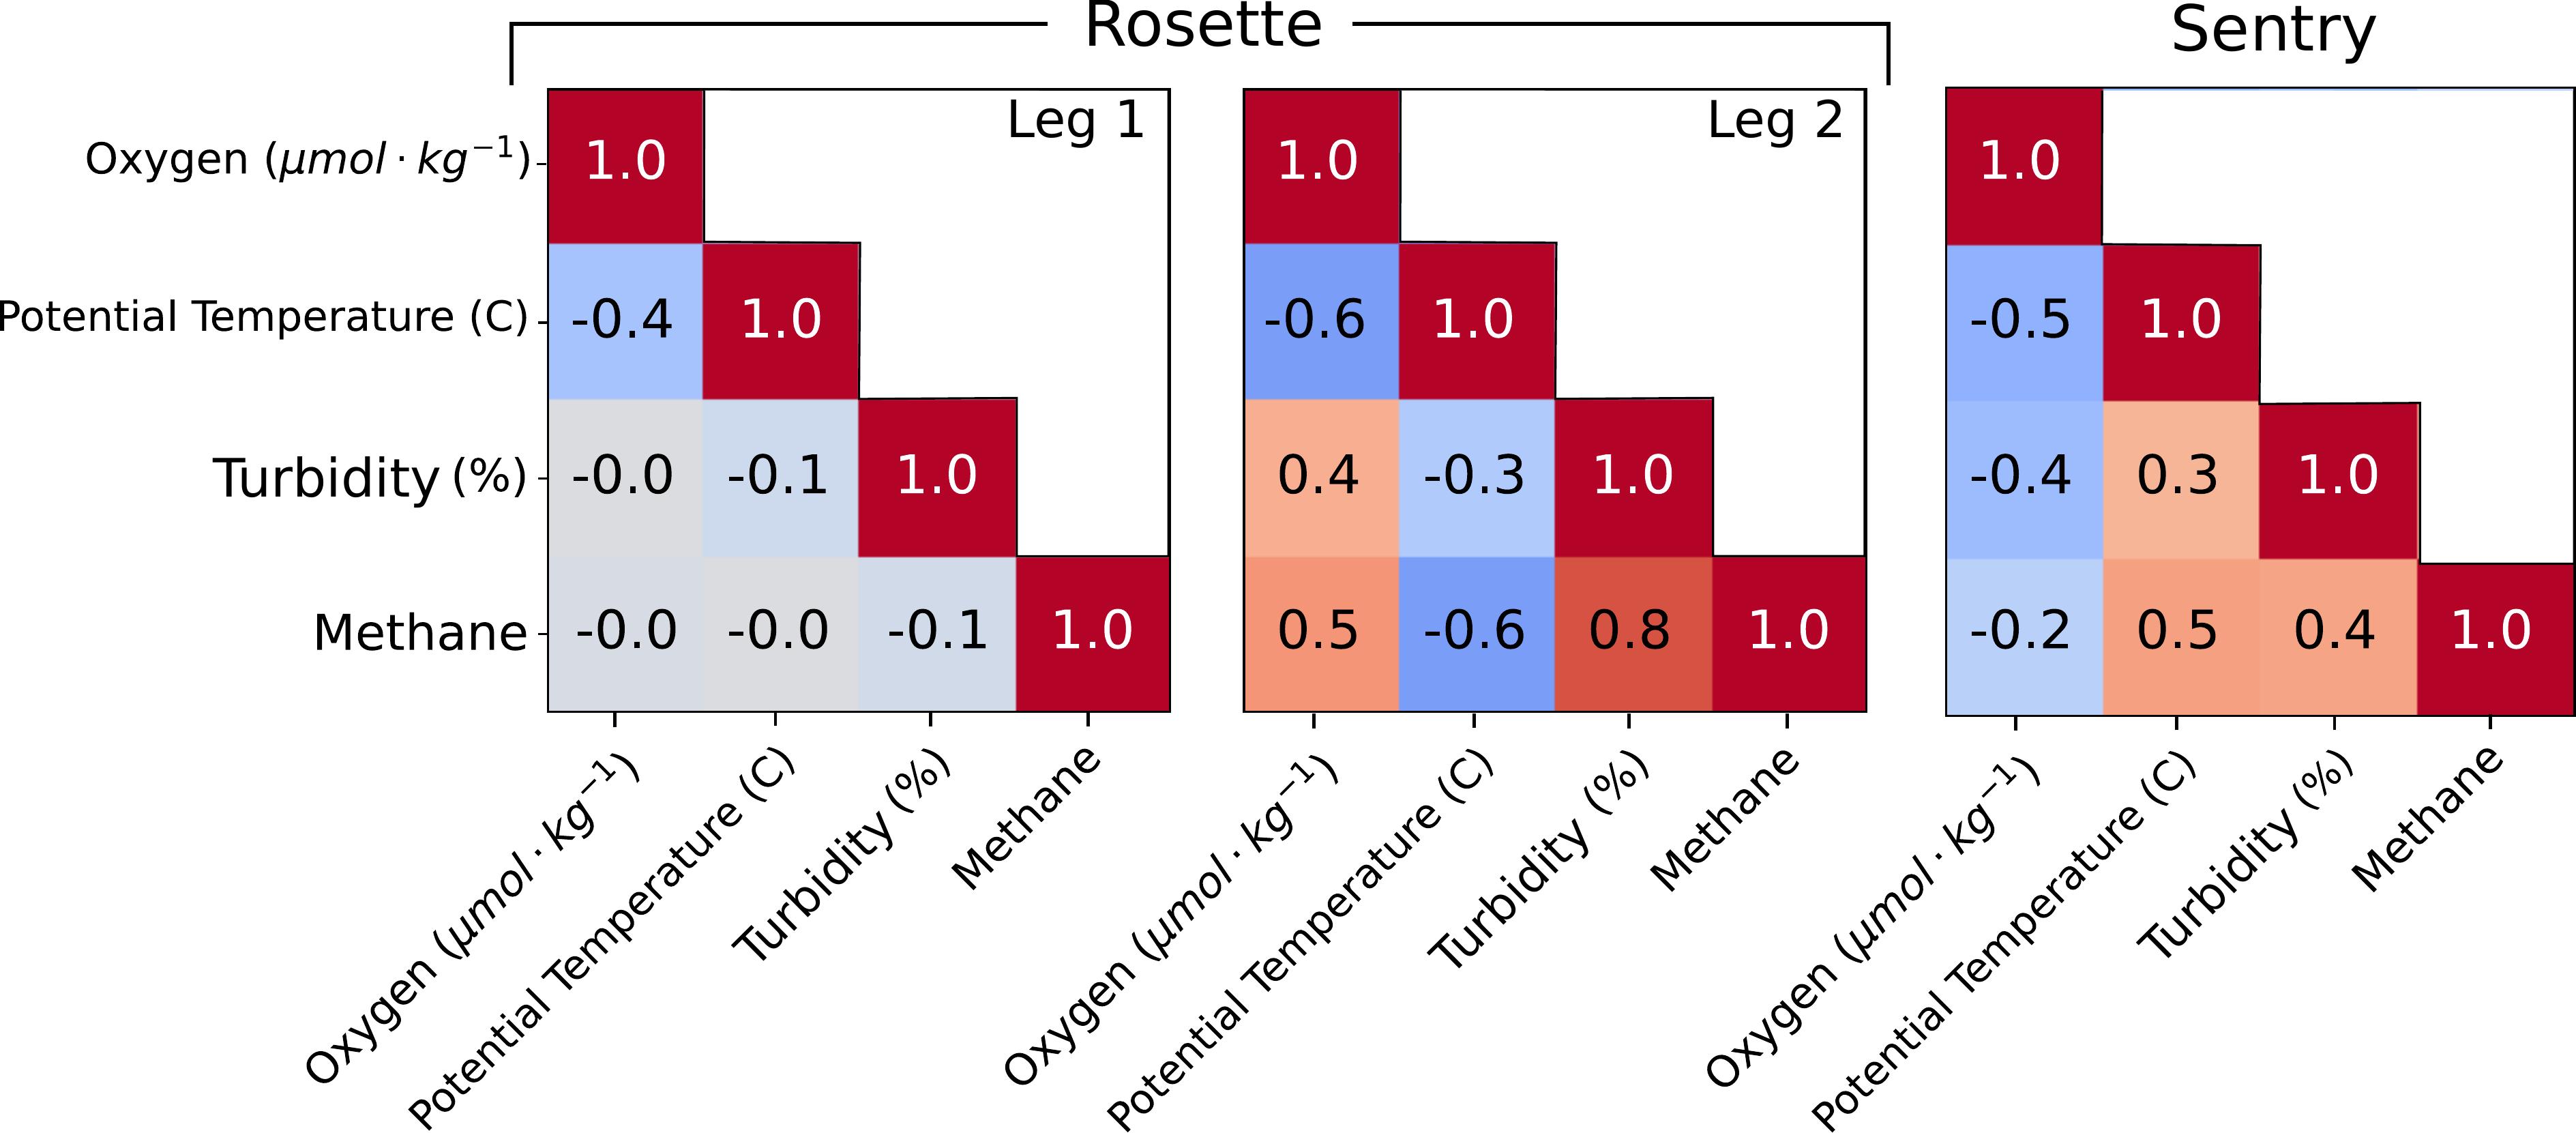 Rosette
Sentry
Leg 1
Leg 2
Oxygen (μmol · kg⁻¹)
1.0
1.0
1.0
Potential Temperature (C)
-0.4 1.0
-0.6 1.0
-0.5 1.0
Turbidity (%)
-0.0 -0.1 1.0
0.4 -0.3 1.0
-0.4 0.3 1.0
Methane
-0.0 -0.0 -0.1 1.0
0.5 -0.6 0.8 1.0
-0.2 0.5 0.4 1.0
Oxygen (μmol · kg⁻¹)
Potential Temperature (C)
Turbidity (%)
Methane
Oxygen (μmol · kg⁻¹)
Potential Temperature (C)
Turbidity (%)
Methane
Oxygen (μmol · kg⁻¹)
Potential Temperature (C)
Turbidity (%)
Methane